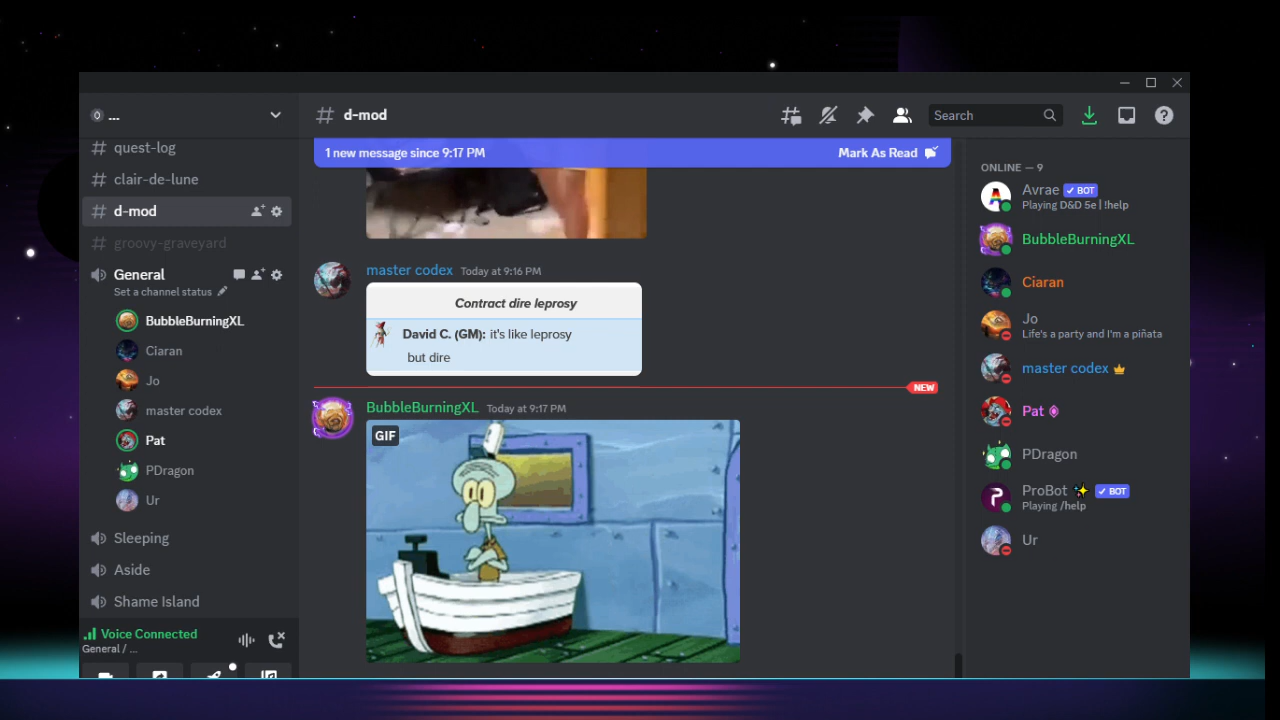 ...
d-mod
Search
quest-log
clair-de-lune
d-mod
groovy-graveyard
General
Set a channel status
BubbleBurningXL
Ciaran
Jo
master codex
Pat
PDragon
Ur
Sleeping
Aside
Shame Island
Voice Connected
General / ...
1 new message since 9:17 PM
Mark As Read
master codex Today at 9:16 PM
Contract dire leprosy
David C. (GM): it's like leprosy
but dire
NEW
BubbleBurningXL Today at 9:17 PM
GIF
ONLINE — 9
Avrae BOT
Playing D&D 5e | !help
BubbleBurningXL
Ciaran
Jo
Life's a party and I'm a piñata
master codex
Pat
PDragon
ProBot BOT
Playing /help
Ur